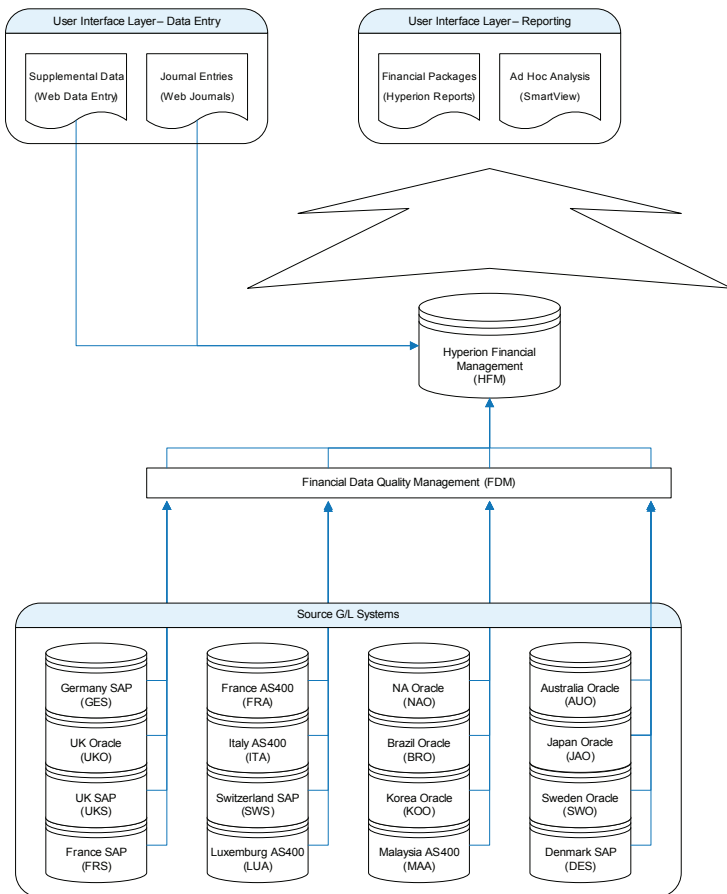 User Interface Layer– Data Entry
Supplemental Data
(Web Data Entry)
Journal Entries
(Web Journals)
User Interface Layer– Reporting
Financial Packages
(Hyperion Reports)
Ad Hoc Analysis
(SmartView)
Hyperion Financial
Management
(HFM)
Financial Data Quality Management (FDM)
Source G/L Systems
Germany SAP
(GES)
UK Oracle
(UKO)
UK SAP
(UKS)
France SAP
(FRS)
France AS400
(FRA)
Italy AS400
(ITA)
Switzerland SAP
(SWS)
Luxemburg AS400
(LUA)
NA Oracle
(NAO)
Brazil Oracle
(BRO)
Korea Oracle
(KOO)
Malaysia AS400
(MAA)
Australia Oracle
(AUO)
Japan Oracle
(JAO)
Sweden Oracle
(SWO)
Denmark SAP
(DES)